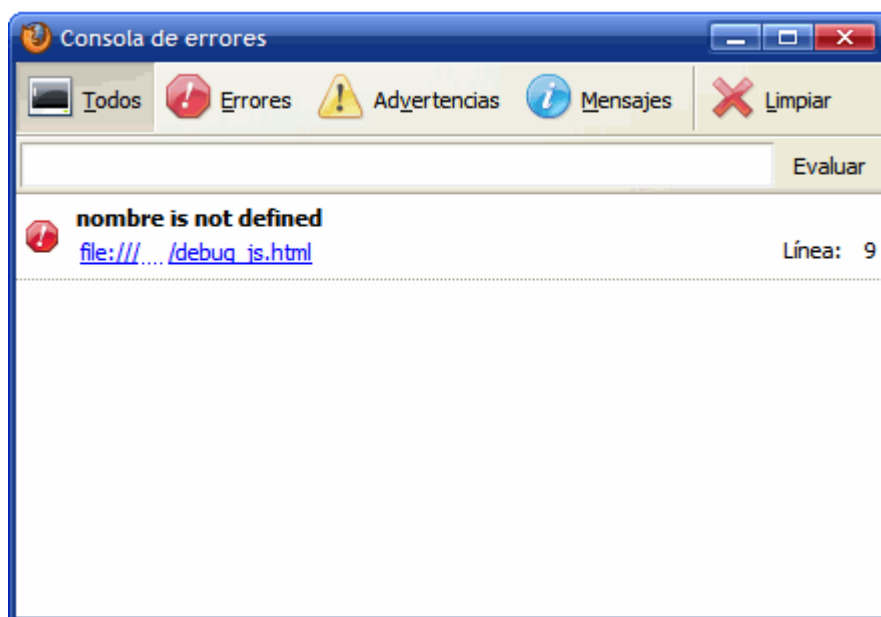 Consola de errores
Todos Errores Advertencias Mensajes Limpiar
Evaluar
nombre is not defined
file:///.... /debug_js.html Línea: 9